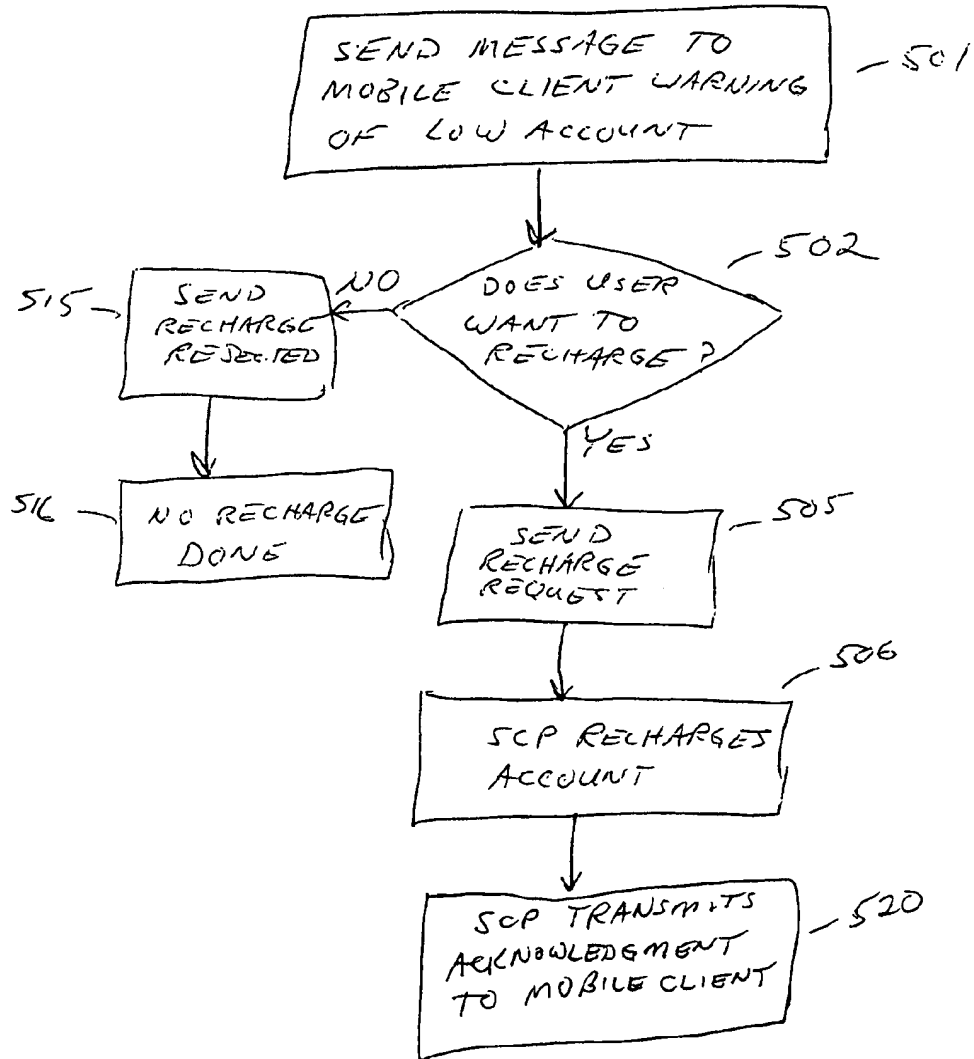 SEND MESSAGE TO
MOBILE CLIENT WARNING
OF LOW ACCOUNT
501
502
DOES USER
WANT TO
RECHARGE?
NO
515
SEND
RECHARGE
REJECTED
516
NO RECHARGE
DONE
YES
505
SEND
RECHARGE
REQUEST
506
SCP RECHARGES
ACCOUNT
520
SCP TRANSMITS
ACKNOWLEDGMENT
TO MOBILE CLIENT